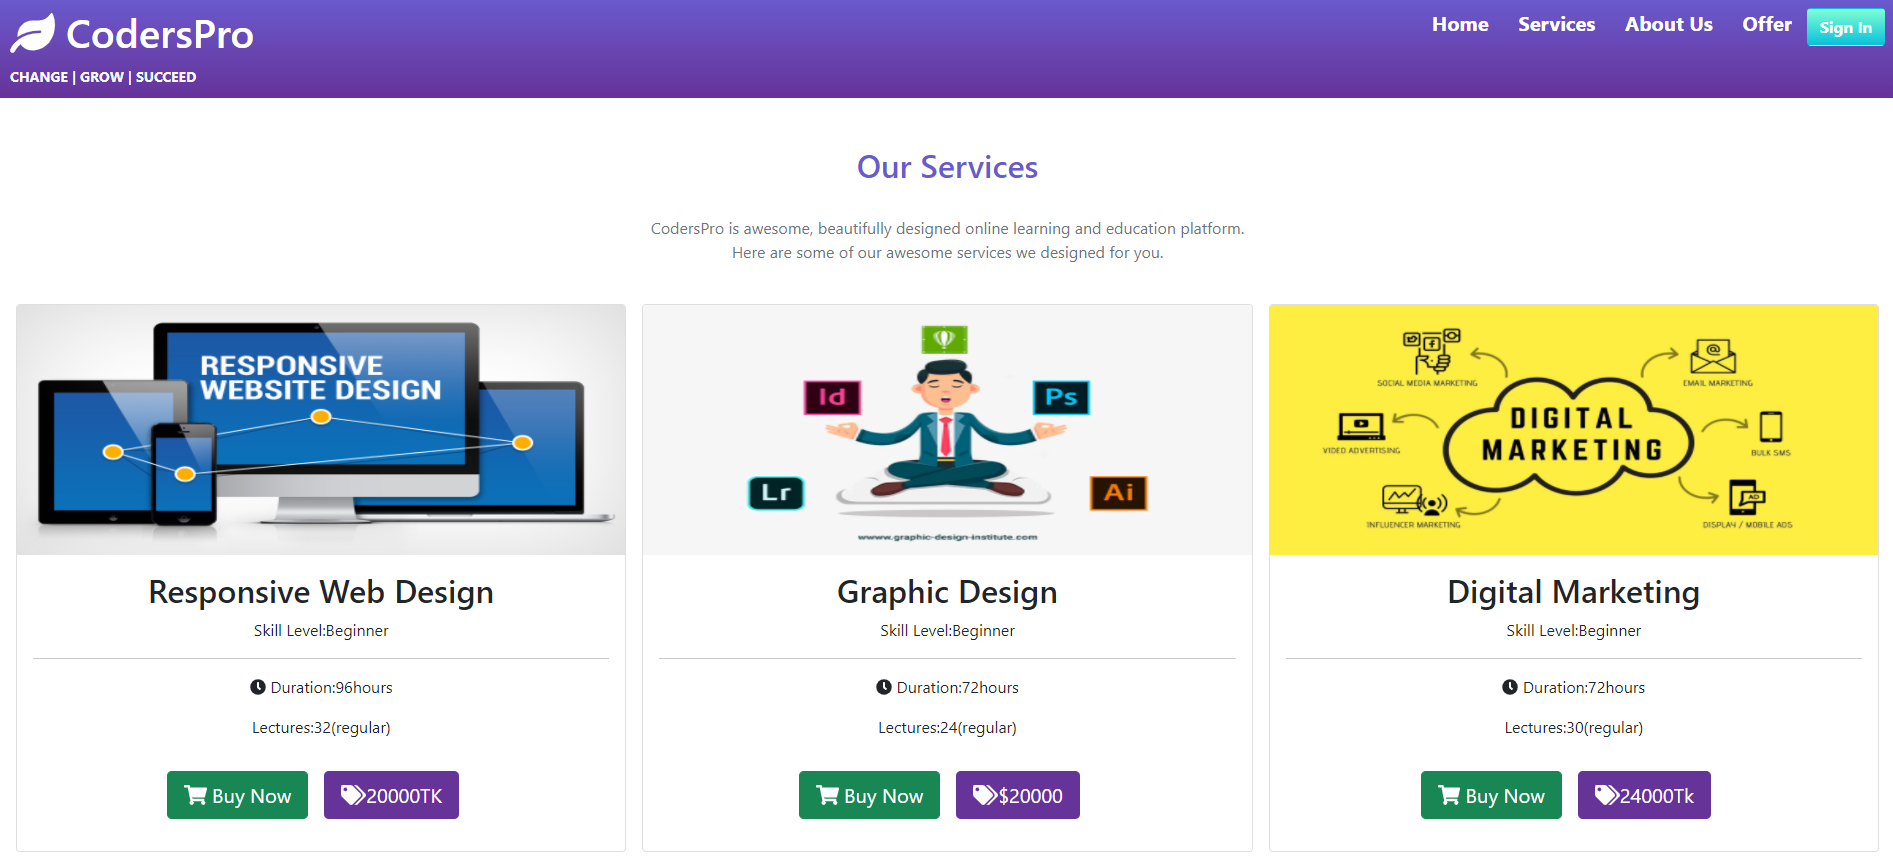 CodersPro
CHANGE | GROW | SUCCEED
Home Services About Us Offer Sign In
Our Services
CodersPro is awesome, beautifully designed online learning and education platform.
Here are some of our awesome services we designed for you.
RESPONSIVE
WEBSITE DESIGN
Responsive Web Design
Skill Level:Beginner
Duration:96hours
Lectures:32(regular)
Buy Now 20000TK
Id
Ps
Lr
Ai
wwww.graphic-design-institute.com
Graphic Design
Skill Level:Beginner
Duration:72hours
Lectures:24(regular)
Buy Now $20000
SOCIAL MEDIA MARKETING
EMAIL MARKETING
DIGITAL
MARKETING
VIDEO ADVERTISING
BULK SMS
AD
INFLUENCER MARKETING
DISPLAY / MOBILE ADS
Digital Marketing
Skill Level:Beginner
Duration:72hours
Lectures:30(regular)
Buy Now 24000Tk